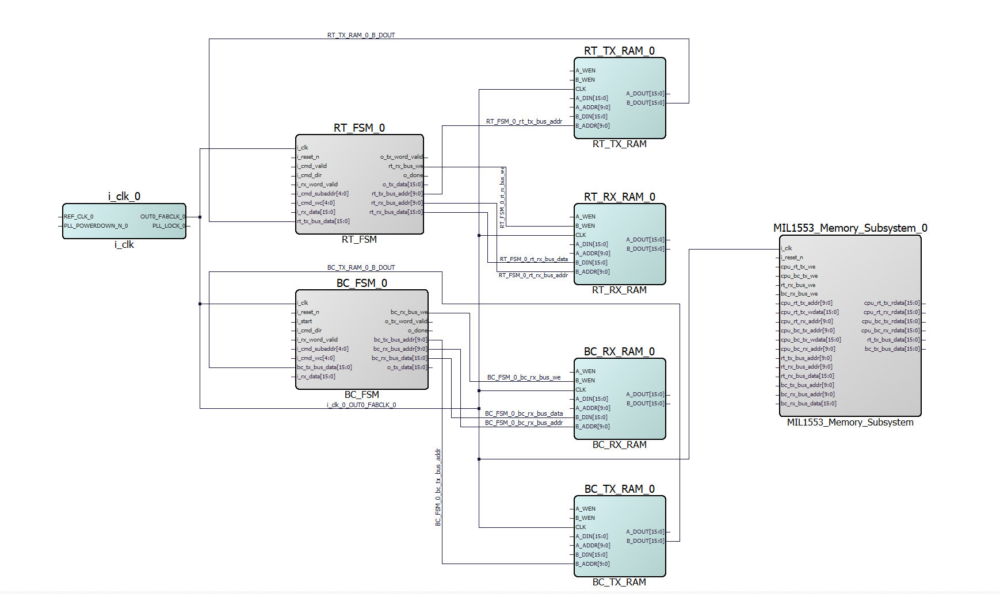 RT_TX_RAM_0_B_DOUT
RT_TX_RAM_0
A_WEN
B_WEN
CLK
A_DIN[15:0]
A_ADDR[9:0]
B_DIN[15:0]
B_ADDR[9:0]
A_DOUT[15:0]
B_DOUT[15:0]
RT_TX_RAM
RT_FSM_0_rt_tx_bus_addr
RT_FSM_0
i_clk
i_reset_n
i_cmd_valid
i_cmd_dir
i_rx_word_valid
i_cmd_subaddr[4:0]
i_cmd_wc[4:0]
i_rx_data[15:0]
rt_tx_bus_data[15:0]
o_tx_word_valid
rt_rx_bus_we
o_done
o_tx_data[15:0]
rt_tx_bus_addr[9:0]
rt_rx_bus_addr[9:0]
rt_rx_bus_data[15:0]
RT_FSM
RT_FSM_0_rt_rx_bus_we
i_clk_0
REF_CLK_0
PLL_POWERDOWN_N_0
OUT0_FABCLK_0
PLL_LOCK_0
i_clk
RT_RX_RAM_0
A_WEN
B_WEN
CLK
A_DIN[15:0]
A_ADDR[9:0]
B_DIN[15:0]
B_ADDR[9:0]
A_DOUT[15:0]
B_DOUT[15:0]
RT_RX_RAM
RT_FSM_0_rt_rx_bus_data
RT_FSM_0_rt_rx_bus_addr
MIL1553_Memory_Subsystem_0
i_clk
i_reset_n
cpu_rt_tx_we
cpu_bc_tx_we
rt_rx_bus_we
bc_rx_bus_we
cpu_rt_tx_addr[9:0]
cpu_rt_tx_wdata[15:0]
cpu_rt_rx_addr[9:0]
cpu_bc_tx_addr[9:0]
cpu_bc_tx_wdata[15:0]
cpu_bc_rx_addr[9:0]
rt_tx_bus_addr[9:0]
rt_rx_bus_addr[9:0]
rt_rx_bus_data[15:0]
bc_tx_bus_addr[9:0]
bc_rx_bus_addr[9:0]
bc_rx_bus_data[15:0]
cpu_rt_tx_rdata[15:0]
cpu_rt_rx_rdata[15:0]
cpu_bc_tx_rdata[15:0]
cpu_bc_rx_rdata[15:0]
rt_tx_bus_data[15:0]
bc_tx_bus_data[15:0]
MIL1553_Memory_Subsystem
BC_TX_RAM_0_B_DOUT
BC_FSM_0
i_clk
i_reset_n
i_start
i_cmd_dir
i_rx_word_valid
i_cmd_subaddr[4:0]
i_cmd_wc[4:0]
bc_tx_bus_data[15:0]
i_rx_data[15:0]
bc_rx_bus_we
o_tx_word_valid
o_done
bc_tx_bus_addr[9:0]
bc_rx_bus_addr[9:0]
bc_rx_bus_data[15:0]
o_tx_data[15:0]
BC_FSM
i_clk_0_OUT0_FABCLK_0
BC_RX_RAM_0
A_WEN
B_WEN
CLK
A_DIN[15:0]
A_ADDR[9:0]
B_DIN[15:0]
B_ADDR[9:0]
A_DOUT[15:0]
B_DOUT[15:0]
BC_RX_RAM
BC_FSM_0_bc_rx_bus_we
BC_FSM_0_bc_rx_bus_data
BC_FSM_0_bc_rx_bus_addr
BC_FSM_0_bc_tx_bus_addr
BC_TX_RAM_0
A_WEN
B_WEN
CLK
A_DIN[15:0]
A_ADDR[9:0]
B_DIN[15:0]
B_ADDR[9:0]
A_DOUT[15:0]
B_DOUT[15:0]
BC_TX_RAM